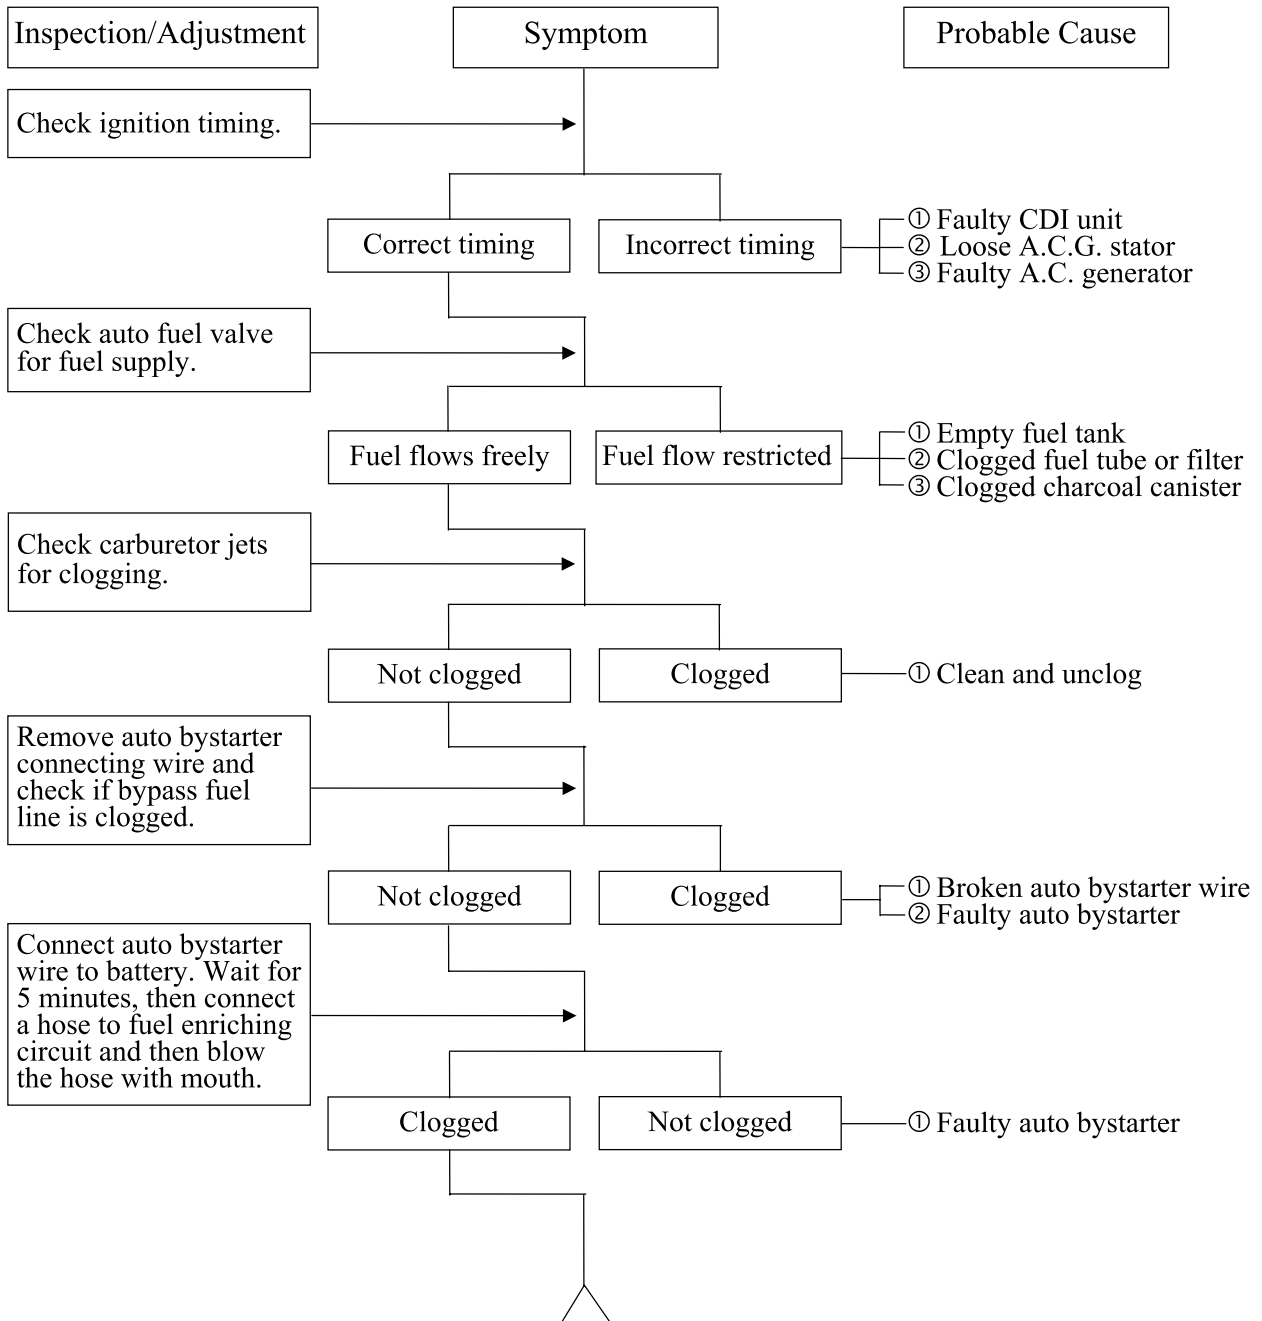 Inspection/Adjustment
Symptom
Probable Cause
Check ignition timing.
Correct timing
Incorrect timing
① Faulty CDI unit
② Loose A.C.G. stator
③ Faulty A.C. generator
Check auto fuel valve
for fuel supply.
Fuel flows freely
Fuel flow restricted
① Empty fuel tank
② Clogged fuel tube or filter
③ Clogged charcoal canister
Check carburetor jets
for clogging.
Not clogged
Clogged
① Clean and unclog
Remove auto bystarter
connecting wire and
check if bypass fuel
line is clogged.
Not clogged
Clogged
① Broken auto bystarter wire
② Faulty auto bystarter
Connect auto bystarter
wire to battery. Wait for
5 minutes, then connect
a hose to fuel enriching
circuit and then blow
the hose with mouth.
Clogged
Not clogged
① Faulty auto bystarter